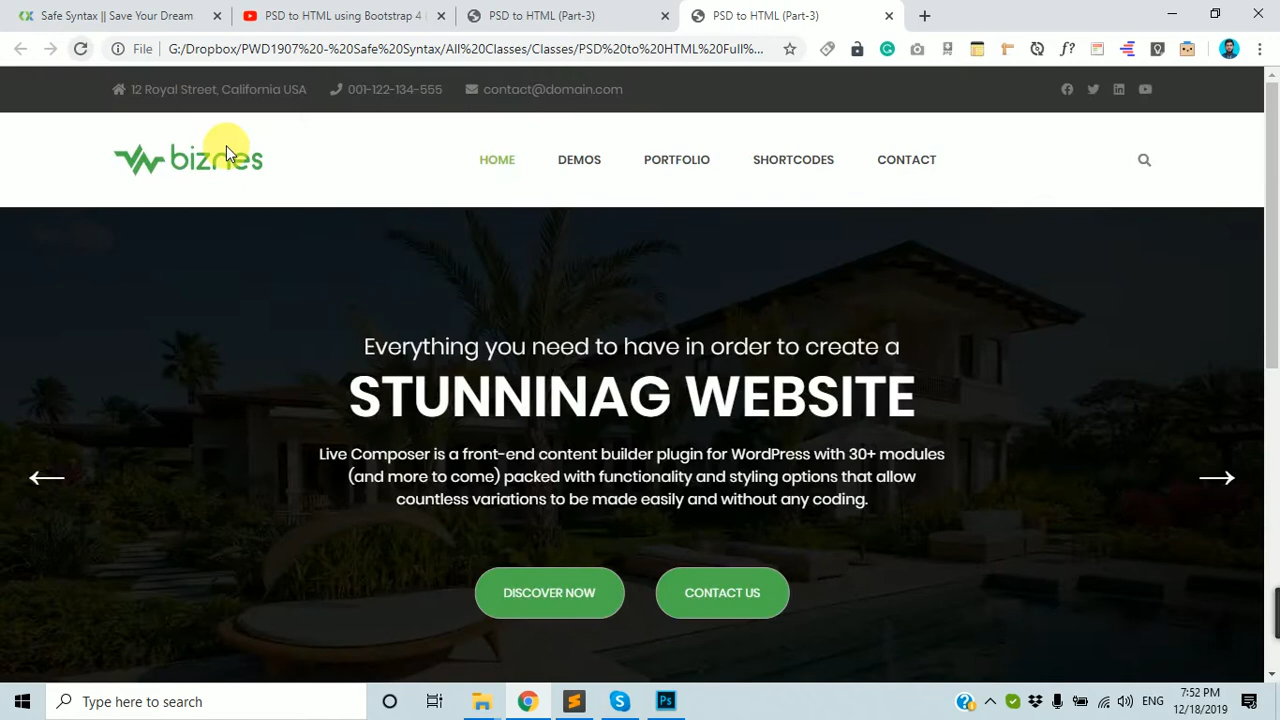 Safe Syntax || Save Your Dream
PSD to HTML using Bootstrap 4
PSD to HTML (Part-3)
PSD to HTML (Part-3)
File
G:/Dropbox/PWD1907%20-%20Safe%20Syntax/All%20Classes/Classes/PSD%20to%20HTML%20Full%...
12 Royal Street, California USA
001-122-134-555
contact@domain.com
biznes
HOME
DEMOS
PORTFOLIO
SHORTCODES
CONTACT
Everything you need to have in order to create a
STUNNINAG WEBSITE
Live Composer is a front-end content builder plugin for WordPress with 30+ modules
(and more to come) packed with functionality and styling options that allow
countless variations to be made easily and without any coding.
DISCOVER NOW
CONTACT US
Type here to search
ENG
7:52 PM
12/18/2019